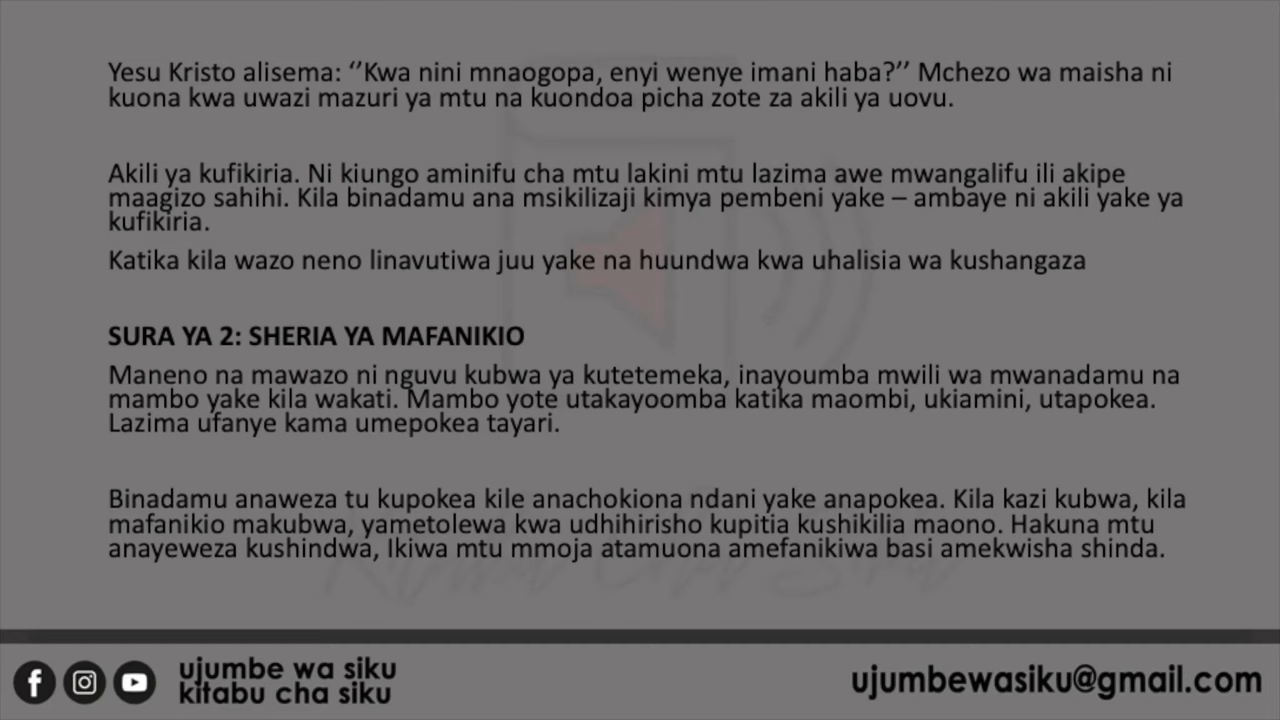 Yesu Kristo alisema: ‘’Kwa nini mnaogopa, enyi wenye imani haba?’’ Mchezo wa maisha ni
kuona kwa uwazi mazuri ya mtu na kuondoa picha zote za akili ya uovu.
Akili ya kufikiria. Ni kiungo aminifu cha mtu lakini mtu lazima awe mwangalifu ili akipe
maagizo sahihi. Kila binadamu ana msikilizaji kimya pembeni yake – ambaye ni akili yake ya
kufikiria.
Katika kila wazo neno linavutiwa juu yake na huundwa kwa uhalisia wa kushangaza
SURA YA 2: SHERIA YA MAFANIKIO
Maneno na mawazo ni nguvu kubwa ya kutetemeka, inayoumba mwili wa mwanadamu na
mambo yake kila wakati. Mambo yote utakayoomba katika maombi, ukiamini, utapokea.
Lazima ufanye kama umepokea tayari.
Binadamu anaweza tu kupokea kile anachokiona ndani yake anapokea. Kila kazi kubwa, kila
mafanikio makubwa, yametolewa kwa udhihirisho kupitia kushikilia maono. Hakuna mtu
anayeweza kushindwa, Ikiwa mtu mmoja atamuona amefanikiwa basi amekwisha shinda.
Kitabu Cha Siku
ujumbe wa siku
kitabu cha siku
ujumbewasiku@gmail.com